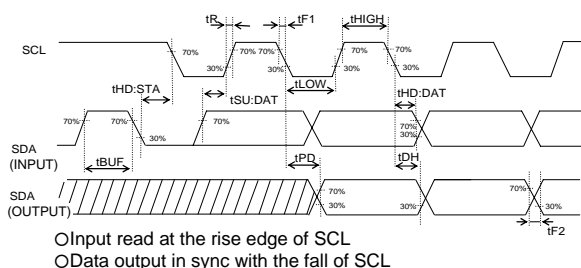 tR tF1 tHIGH
SCL 70% 70% 70% 70% 70%
30% 30% 30% 30%
tHD:STA tLOW
tSU:DAT tHD:DAT
SDA 70% 70% 70% 70%
(INPUT) 30% 30%
tBUF tPD tDH
SDA 70% 70%
(OUTPUT) 30% 30% 30%
tF2
○Input read at the rise edge of SCL
○Data output in sync with the fall of SCL